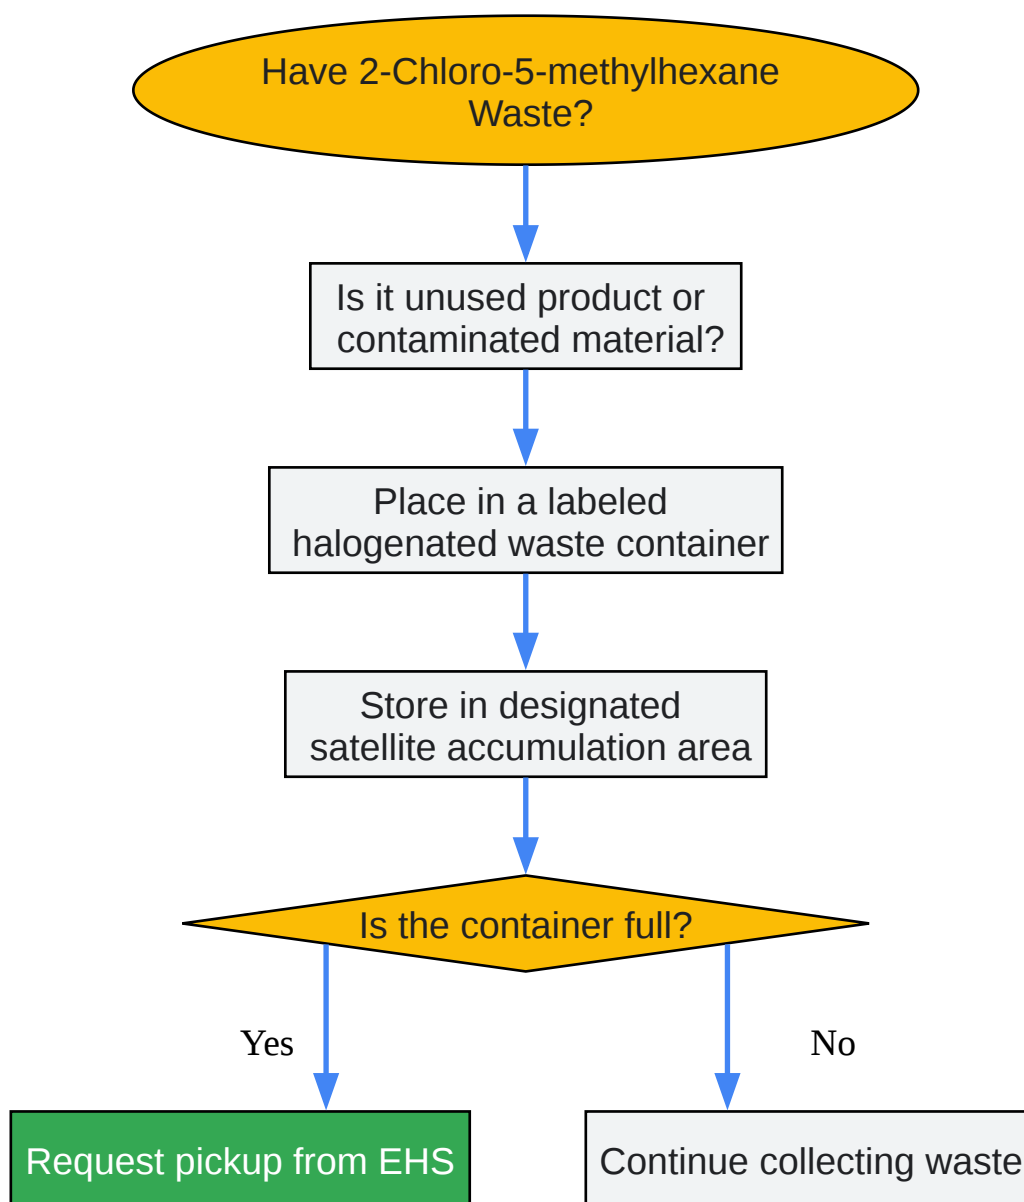 Have 2-Chloro-5-methylhexane
Waste?
Is it unused product or
contaminated material?
Place in a labeled
halogenated waste container
Store in designated
satellite accumulation area
Is the container full?
Yes
No
Request pickup from EHS
Continue collecting waste